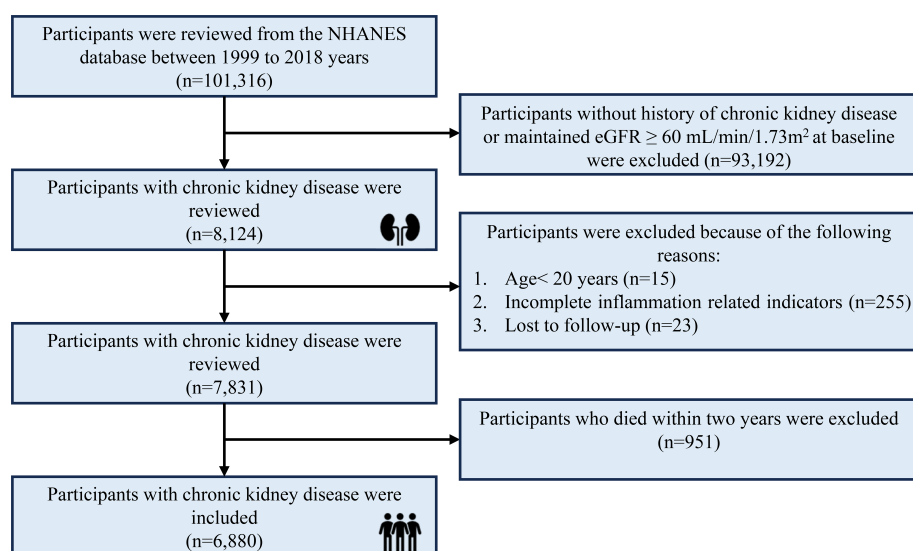 Participants were reviewed from the NHANES
database between 1999 to 2018 years
(n=101,316)
Participants without history of chronic kidney disease
or maintained eGFR ≥ 60 mL/min/1.73m² at baseline
were excluded (n=93,192)
Participants with chronic kidney disease were
reviewed
(n=8,124)
Participants were excluded because of the following
reasons:
1. Age< 20 years (n=15)
2. Incomplete inflammation related indicators (n=255)
3. Lost to follow-up (n=23)
Participants with chronic kidney disease were
reviewed
(n=7,831)
Participants who died within two years were excluded
(n=951)
Participants with chronic kidney disease were
included
(n=6,880)